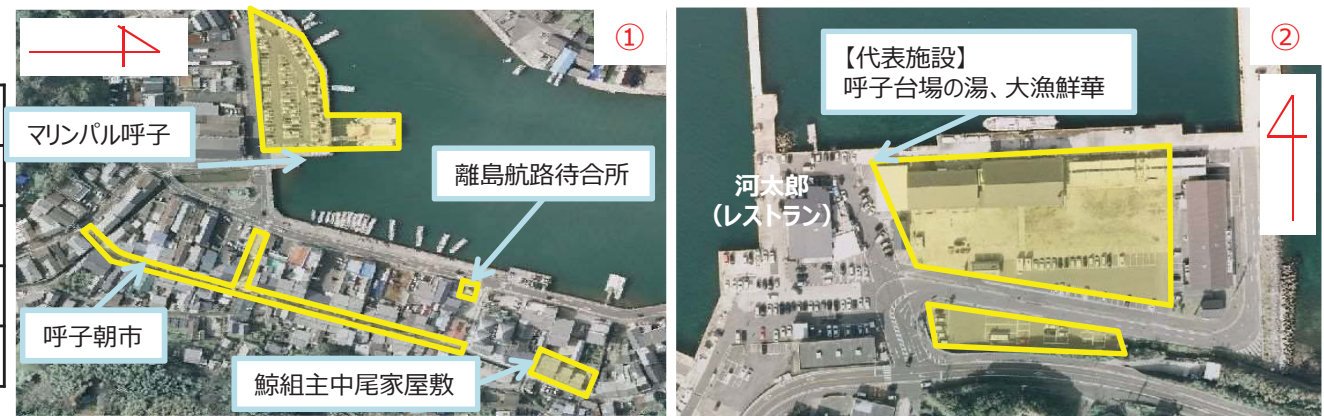 ①
マリンパル呼子
離島航路待合所
呼子朝市
鯨組主中尾家屋敷
②
【代表施設】
呼子台場の湯、大漁鮮華
河太郎
（レストラン）